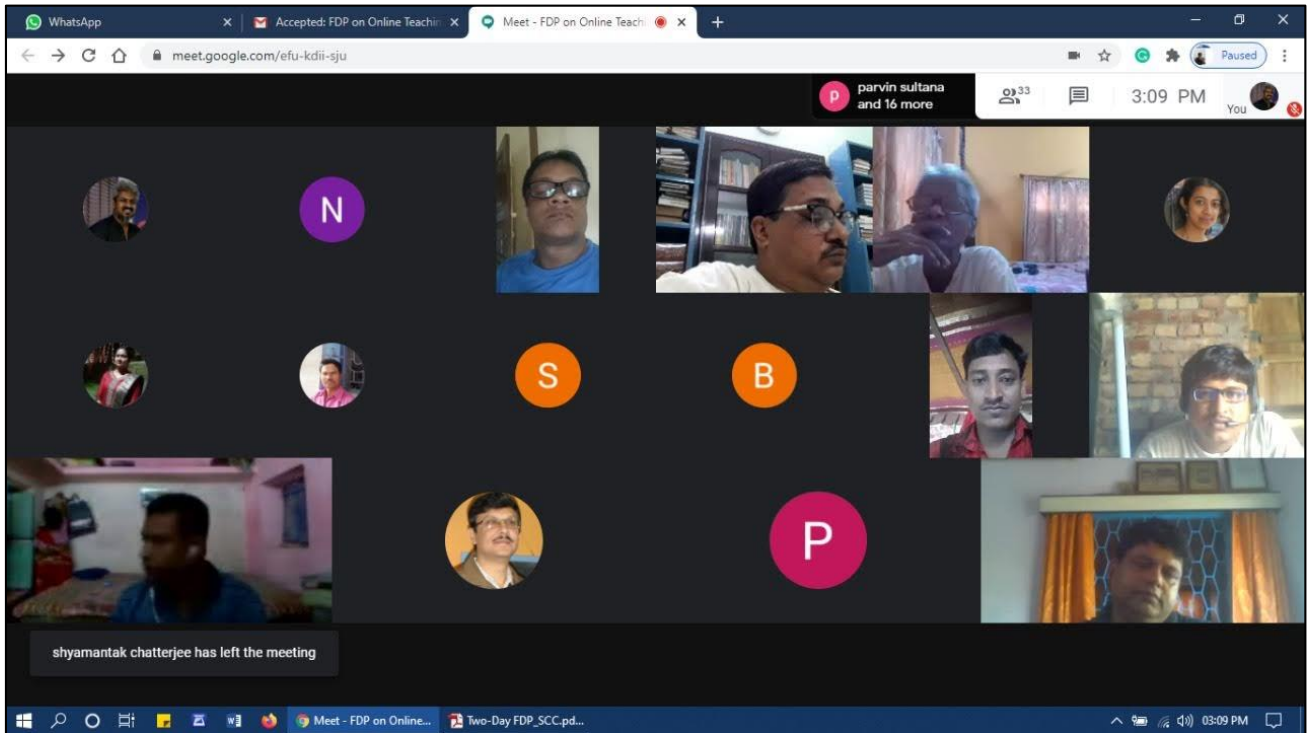 WhatsApp
Accepted: FDP on Online Teachin
Meet - FDP on Online Teachi
meet.google.com/efu-kdii-sju
Paused
p
parvin sultana
and 16 more
33
3:09 PM
You
N
S
B
P
shyamantak chatterjee has left the meeting
Meet - FDP on Online...
Two-Day FDP_SCC.pd...
03:09 PM